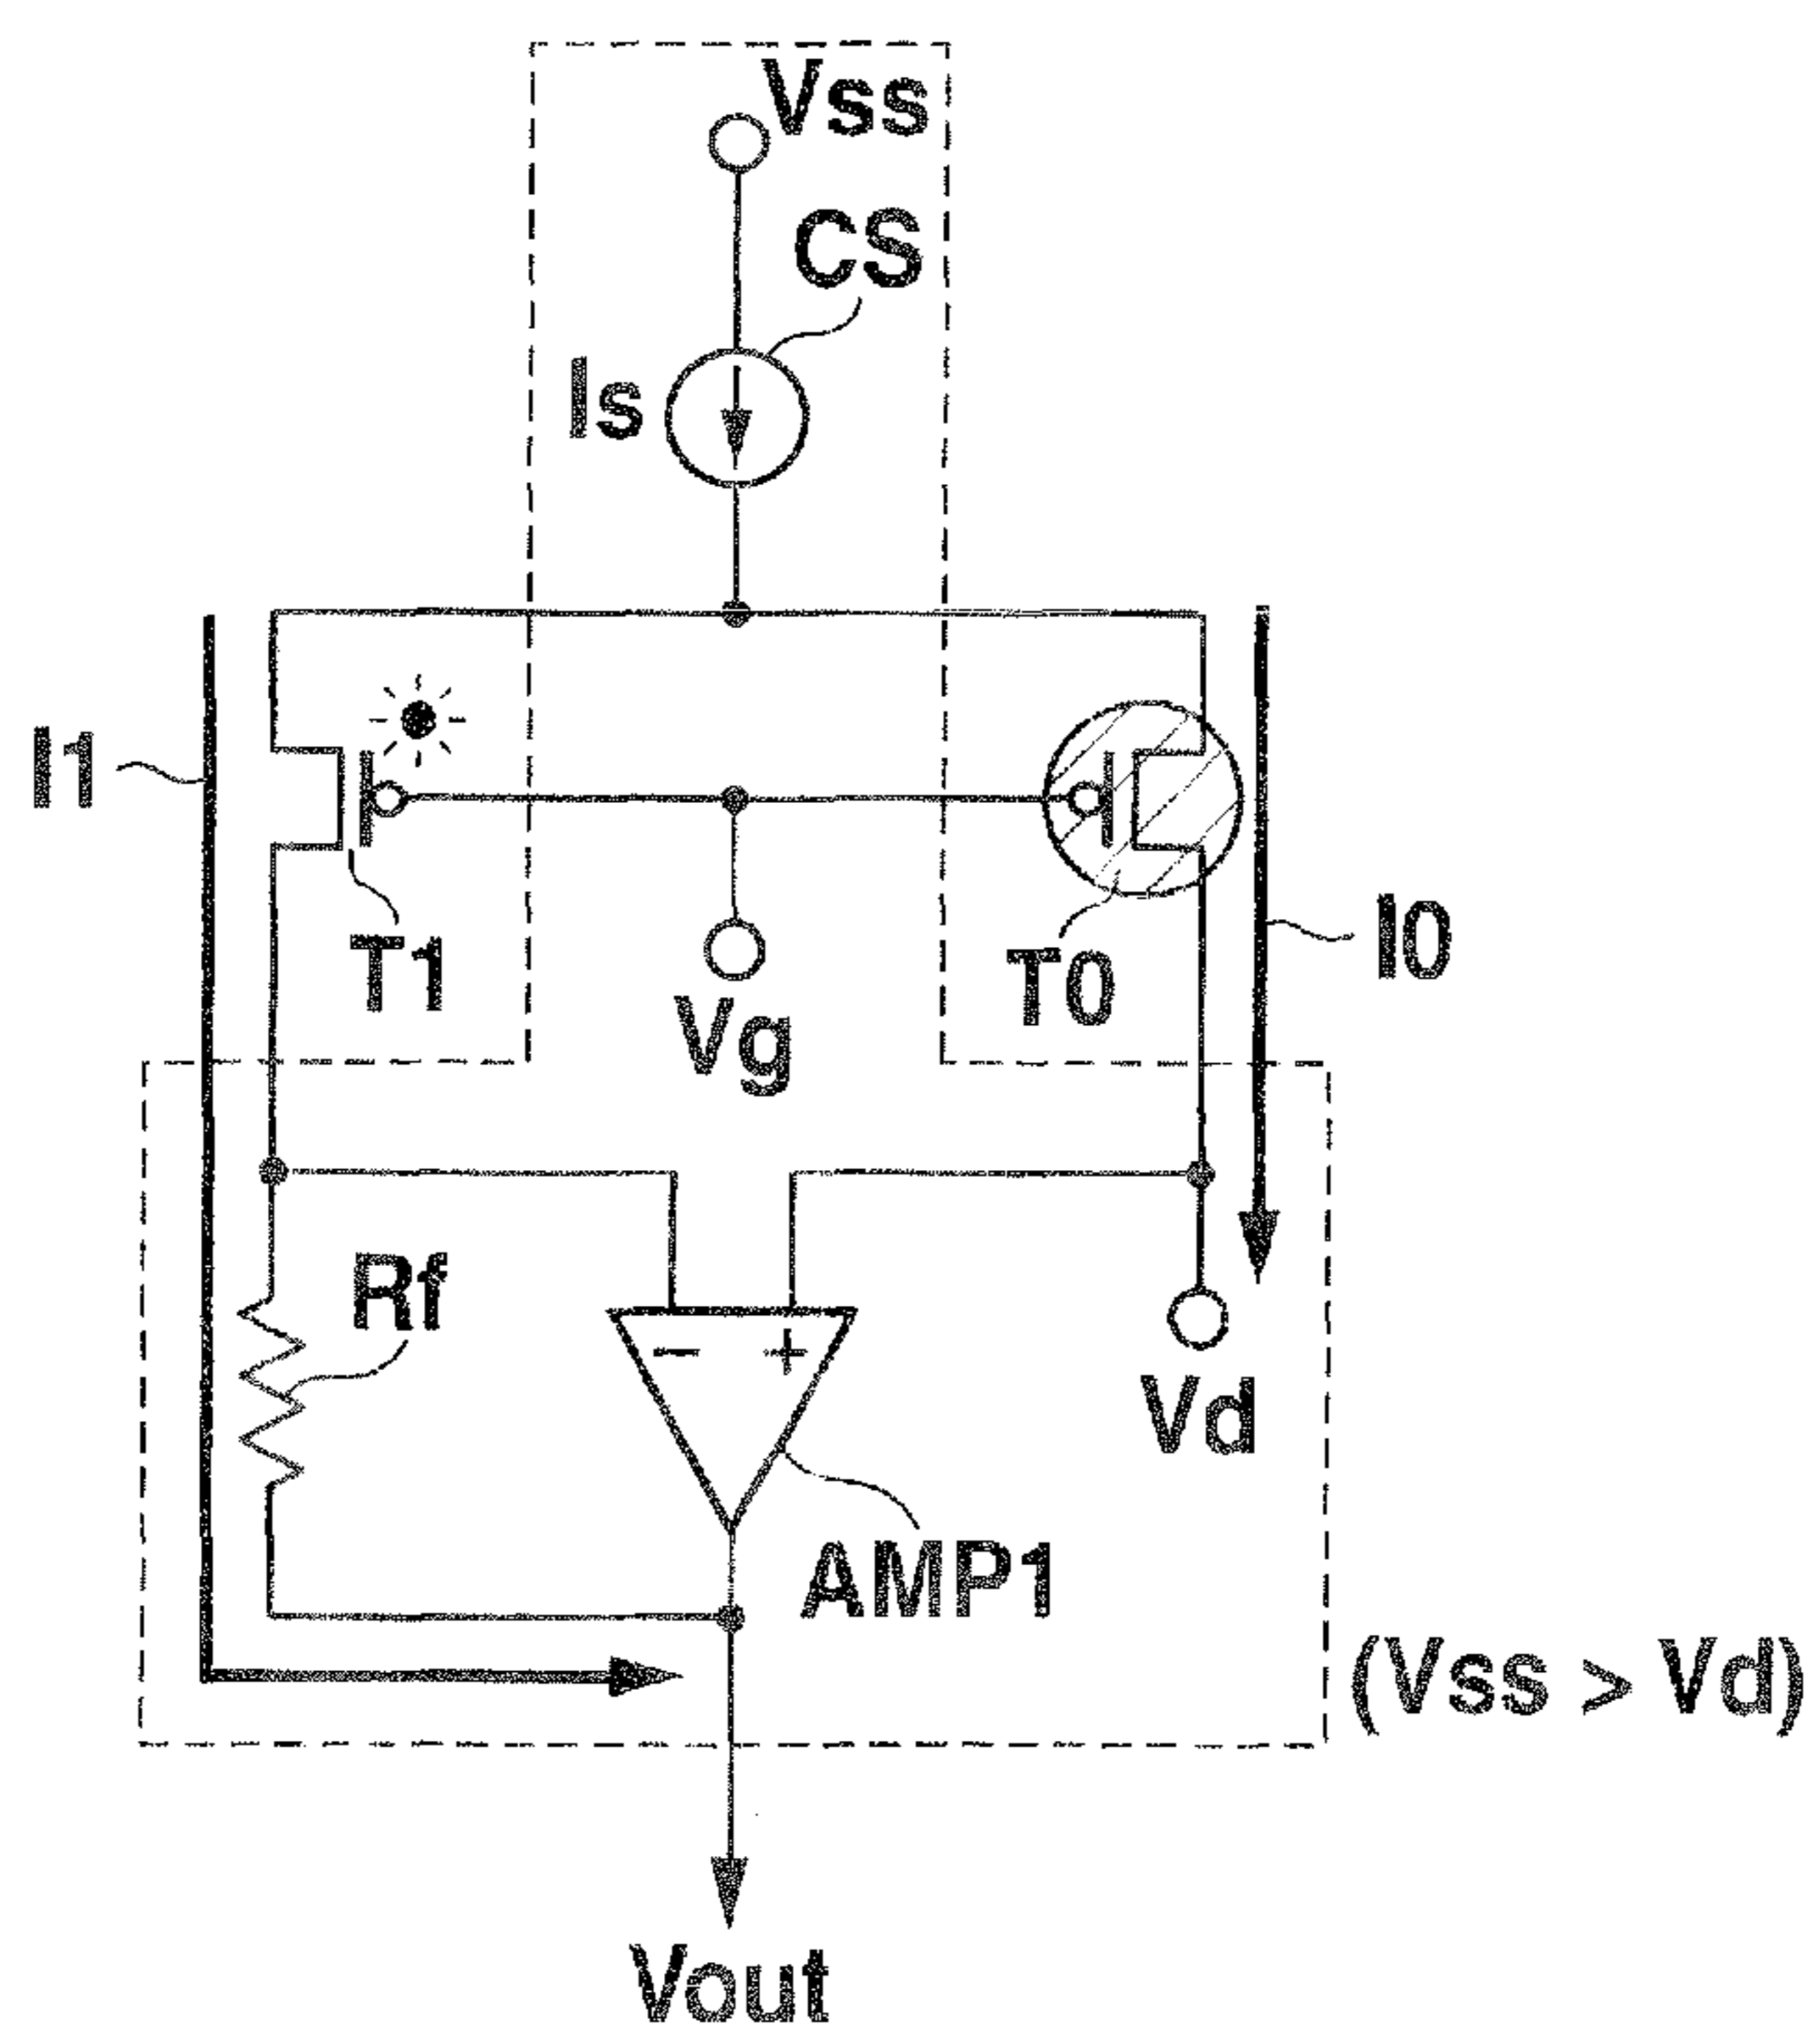 Vss
CS
Is
I1
T1
Vg
T0
I0
Rf
− +
Vd
AMP1
(Vss > Vd)
Vout